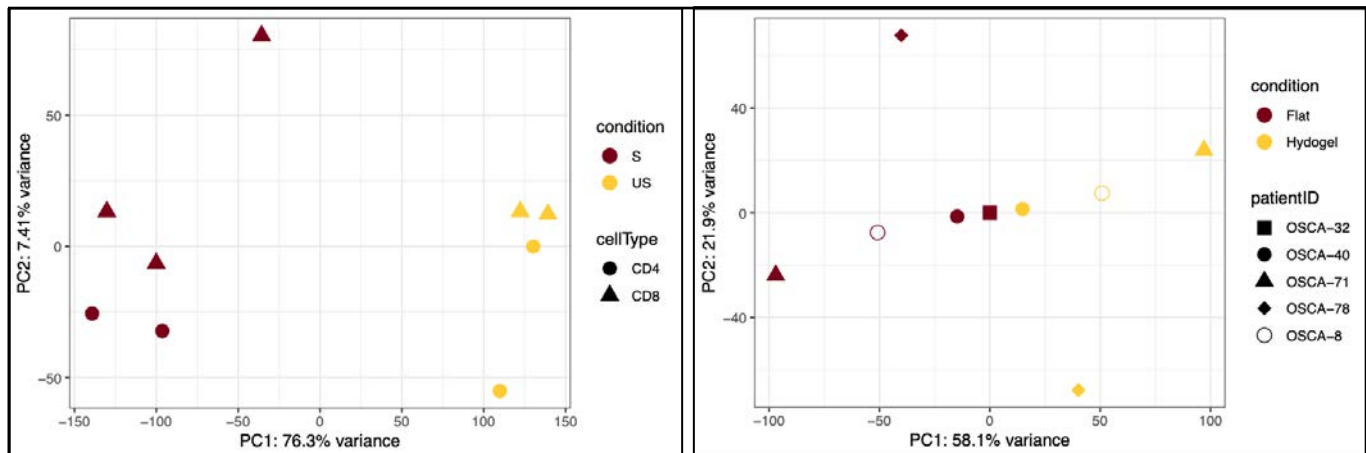 50
0
−50
PC2: 7.41% variance
−150
−100
−50
0
50
100
150
PC1: 76.3% variance
condition
S
US
cellType
CD4
CD8
40
0
−40
PC2: 21.9% variance
−100
−50
0
50
100
PC1: 58.1% variance
condition
Flat
Hydogel
patientID
OSCA-32
OSCA-40
OSCA-71
OSCA-78
OSCA-8